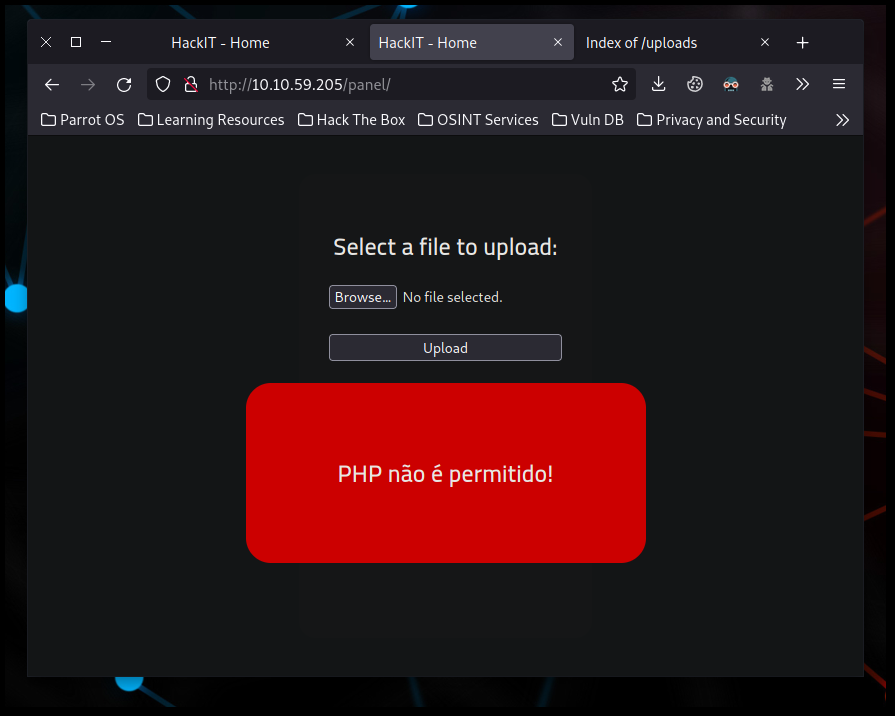 HackIT - Home
HackIT - Home
Index of /uploads
http://10.10.59.205/panel/
Parrot OS
Learning Resources
Hack The Box
OSINT Services
Vuln DB
Privacy and Security
Select a file to upload:
Browse... No file selected.
Upload
PHP não é permitido!